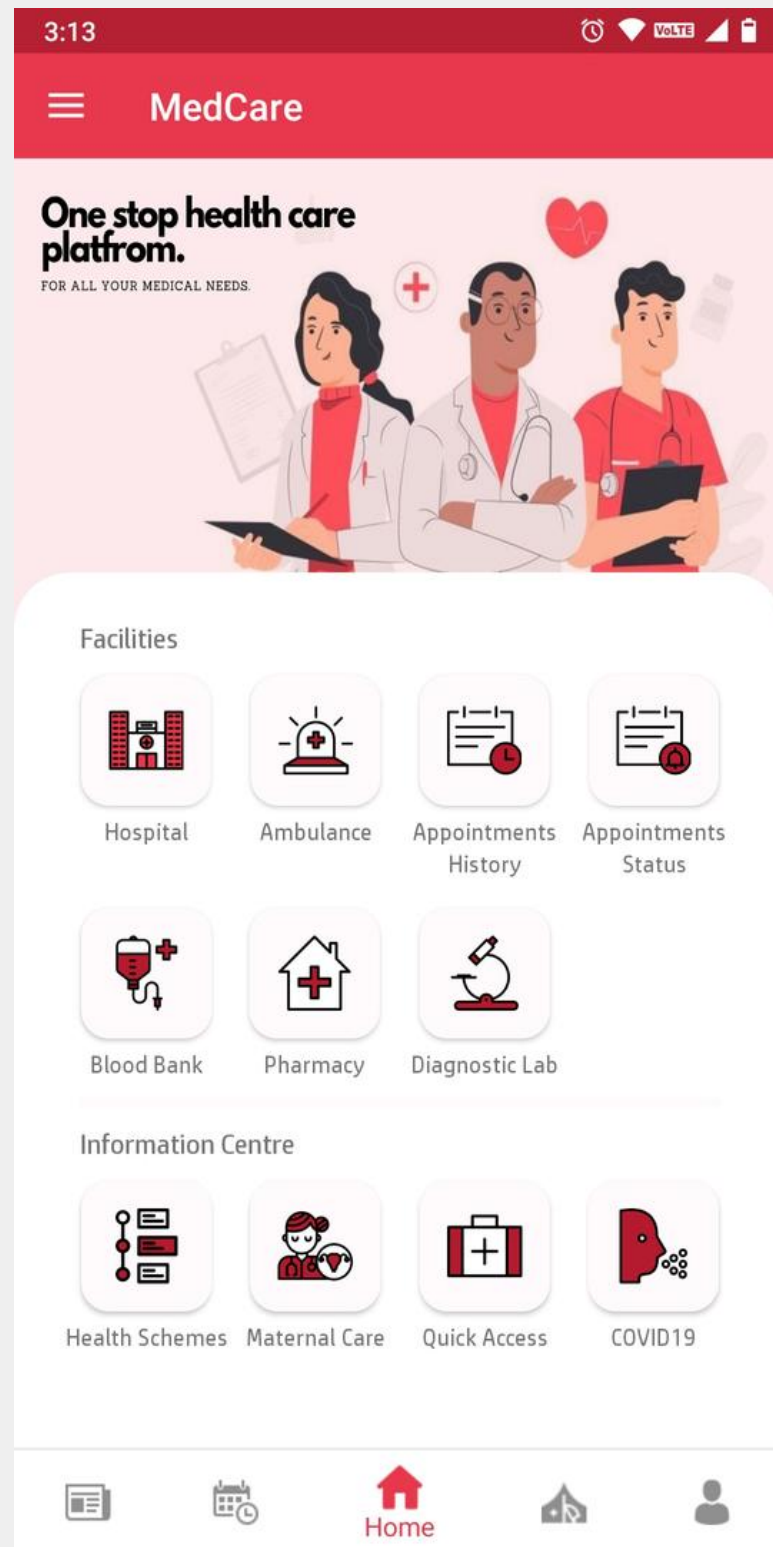 3:13
VoLTE
MedCare
One stop health care
platfrom.
FOR ALL YOUR MEDICAL NEEDS.
Facilities
Hospital
Ambulance
Appointments
History
Appointments
Status
Blood Bank
Pharmacy
Diagnostic Lab
Information Centre
Health Schemes
Maternal Care
Quick Access
COVID19
Home